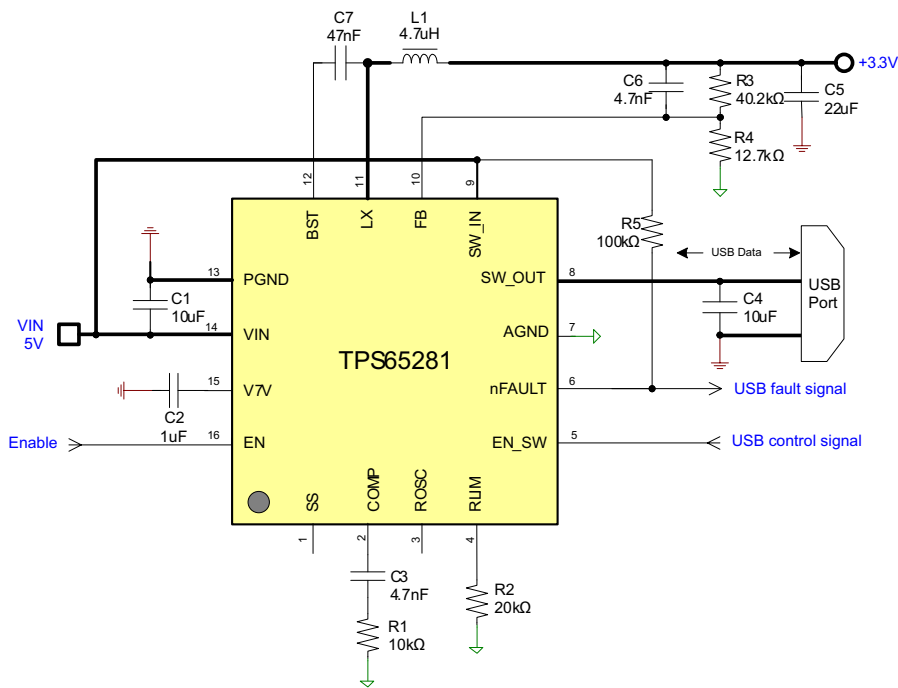 C7
47nF
L1
4.7uH
+3.3V
C6
4.7nF
R3
40.2kΩ
C5
22uF
R4
12.7kΩ
12
11
10
9
BST
LX
FB
SW_IN
R5
100kΩ
USB Data
USB
Port
13
PGND
SW_OUT
8
C1
10uF
C4
10uF
VIN
5V
14
VIN
AGND
7
TPS65281
15
V7V
nFAULT
6
USB fault signal
C2
1uF
Enable
16
EN
EN_SW
5
USB control signal
SS
COMP
ROSC
RLIM
1
2
3
4
C3
4.7nF
R2
20kΩ
R1
10kΩ